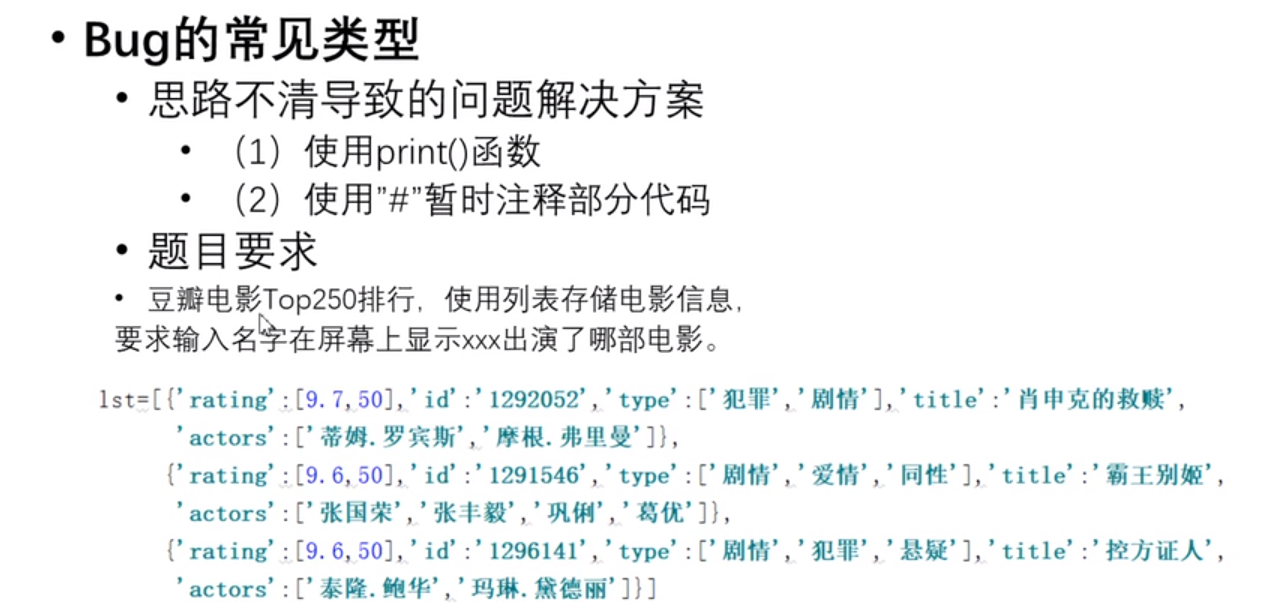 • Bug的常见类型
• 思路不清导致的问题解决方案
• （1）使用print()函数
• （2）使用”#”暂时注释部分代码
• 题目要求
• 豆瓣电影Top250排行，使用列表存储电影信息，
要求输入名字在屏幕上显示xxx出演了哪部电影。
lst=[{'rating':[9.7,50],'id':'1292052','type':['犯罪','剧情'],'title':'肖申克的救赎',
'actors':['蒂姆.罗宾斯','摩根.弗里曼']},
{'rating':[9.6,50],'id':'1291546','type':['剧情','爱情','同性'],'title':'霸王别姬',
'actors':['张国荣','张丰毅','巩俐','葛优']},
{'rating':[9.6,50],'id':'1296141','type':['剧情','犯罪','悬疑'],'title':'控方证人',
'actors':['泰隆.鲍华','玛琳.黛德丽']}]